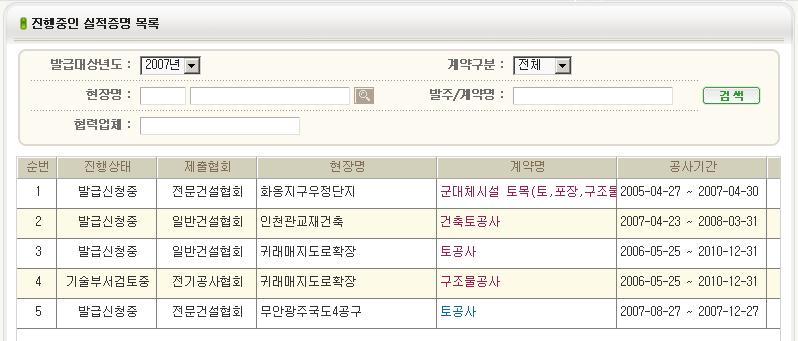 진행중인 실적증명 목록
발급대상년도 : 2007년 계약구분 : 전체
현장명 : 발주/계약명 : 검색
협력업체 :
순번 진행상태 제출협회 현장명 계약명 공사기간
1 발급신청중 전문건설협회 화옹지구우정단지 군대체시설 토목(토,포장,구조물 2005-04-27 ~ 2007-04-30
2 발급신청중 일반건설협회 인천관교재건축 건축토공사 2007-04-23 ~ 2008-03-31
3 발급신청중 일반건설협회 귀래매지도로확장 토공사 2006-05-25 ~ 2010-12-31
4 기술부서검토중 전기공사협회 귀래매지도로확장 구조물공사 2006-05-25 ~ 2010-12-31
5 발급신청중 전문건설협회 무안광주국도4공구 토공사 2007-08-27 ~ 2007-12-27